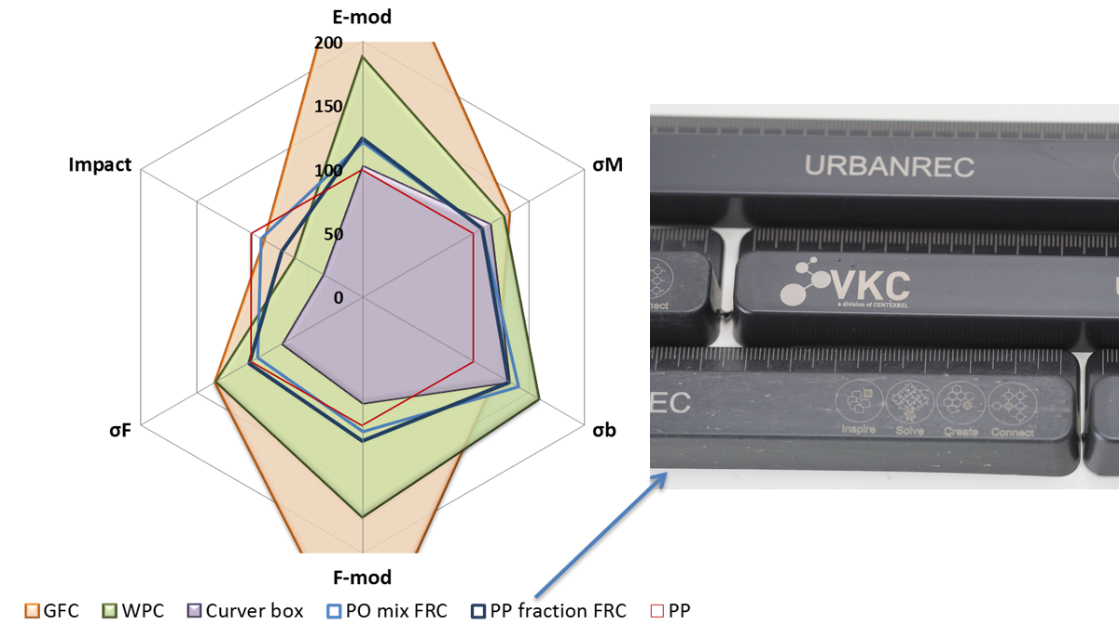 E-mod
200
150
100
50
0
Impact
σM
σF
σb
F-mod
GFC
WPC
Curver box
PO mix FRC
PP fraction FRC
PP
URBANREC
VKC
a division of CENTEXBEL
EC
Inspire
Solve
Create
Connect